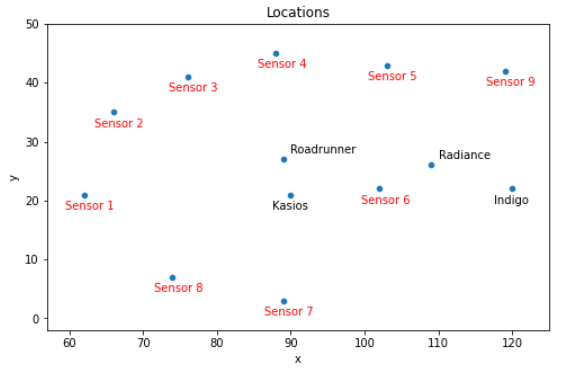 Locations
50
40
30
20
10
0
y
Sensor 4
Sensor 5
Sensor 9
Sensor 3
Sensor 2
Roadrunner
Radiance
Sensor 1
Kasios
Sensor 6
Indigo
Sensor 8
Sensor 7
60 70 80 90 100 110 120
x